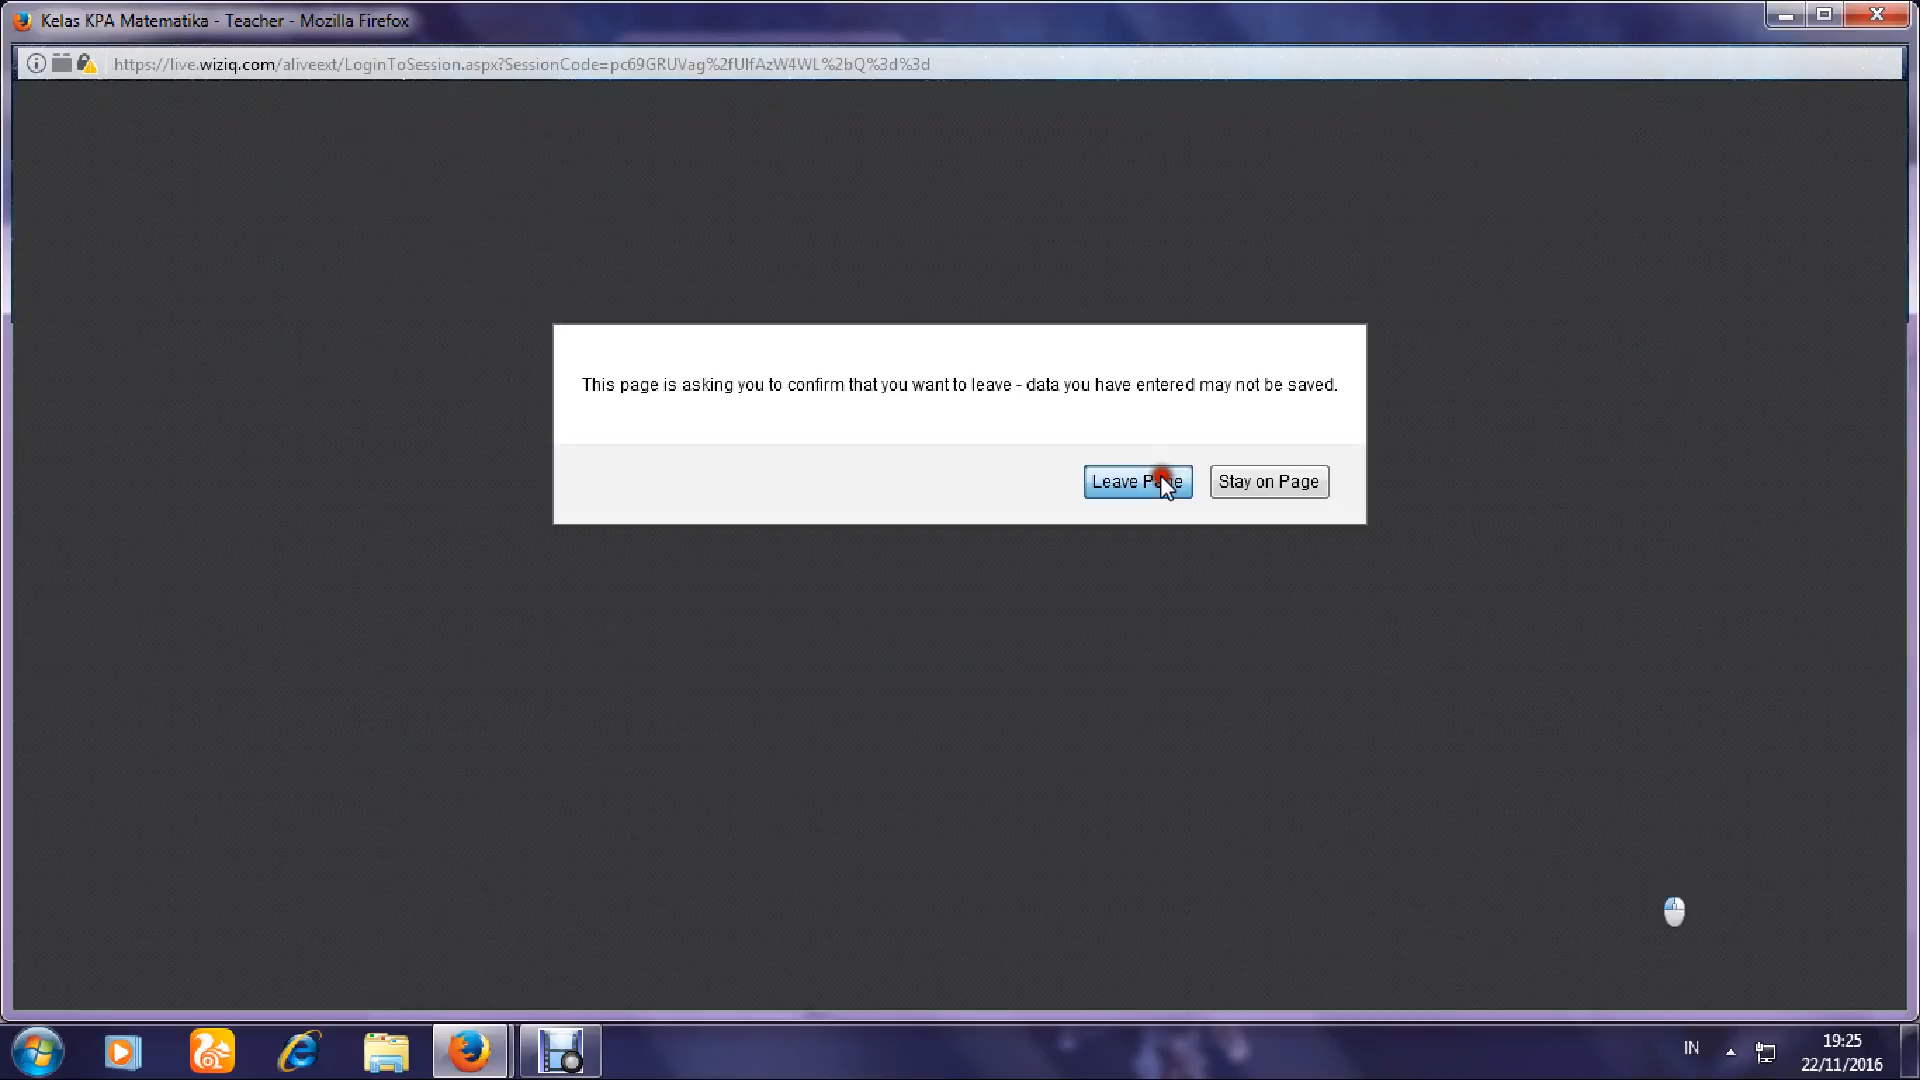 Kelas KPA Matematika - Teacher - Mozilla Firefox
https://live.wiziq.com/aliveext/LoginToSession.aspx?SessionCode=pc69GRUVag%2fUlfAzW4WL%2bQ%3d%3d
This page is asking you to confirm that you want to leave - data you have entered may not be saved.
Leave Page
Stay on Page
IN
19:25
22/11/2016